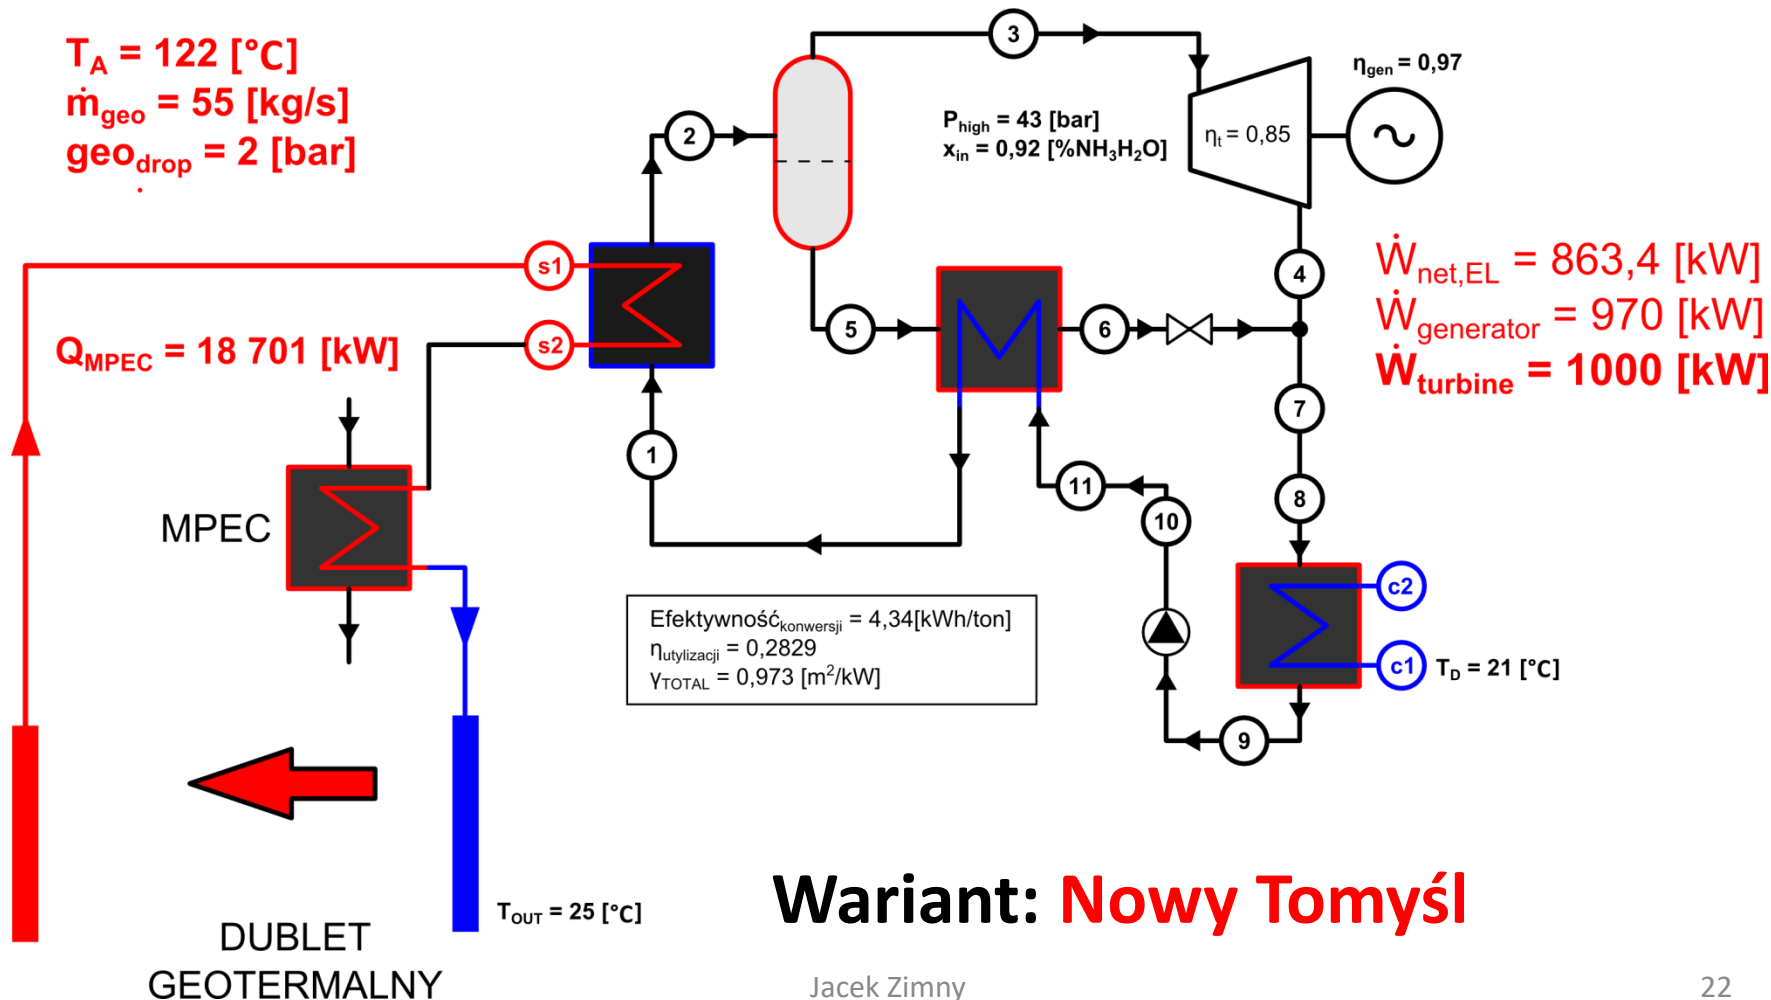 T_A = 122 [°C]
ṁ_geo = 55 [kg/s]
geo_drop = 2 [bar]
3
η_gen = 0,97
2
P_high = 43 [bar]
x_in = 0,92 [%NH₃H₂O]
η_t = 0,85
s1
4
Ẇ_net,EL = 863,4 [kW]
Ẇ_generator = 970 [kW]
Ẇ_turbine = 1000 [kW]
Q_MPEC = 18 701 [kW]
s2
5
6
7
1
11
8
10
MPEC
c2
Efektywność_konwersji = 4,34[kWh/ton]
η_utylizacji = 0,2829
γ_TOTAL = 0,973 [m²/kW]
c1
T_D = 21 [°C]
9
T_OUT = 25 [°C]
Wariant: Nowy Tomyśl
DUBLET
GEOTERMALNY
Jacek Zimny
22